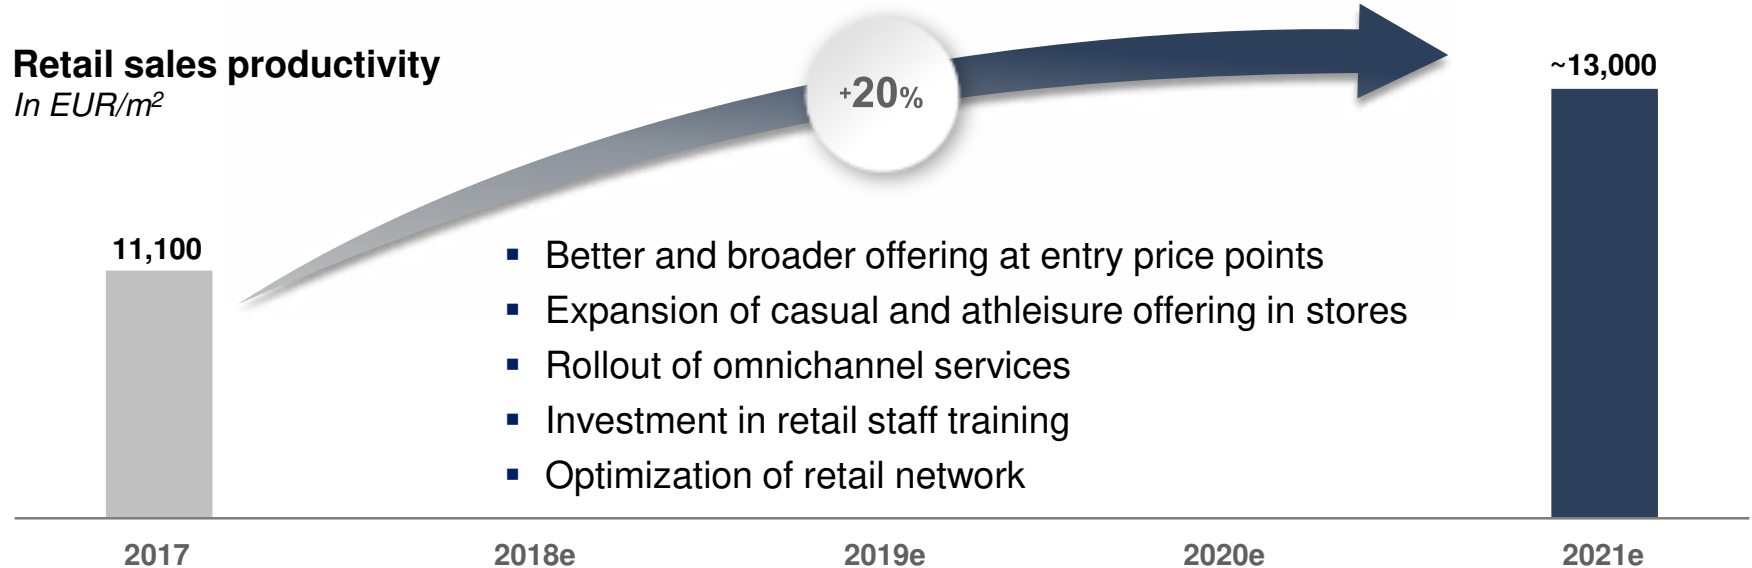 Retail sales productivity
In EUR/m²
+20%
~13,000
11,100
▪ Better and broader offering at entry price points
▪ Expansion of casual and athleisure offering in stores
▪ Rollout of omnichannel services
▪ Investment in retail staff training
▪ Optimization of retail network
2017 2018e 2019e 2020e 2021e